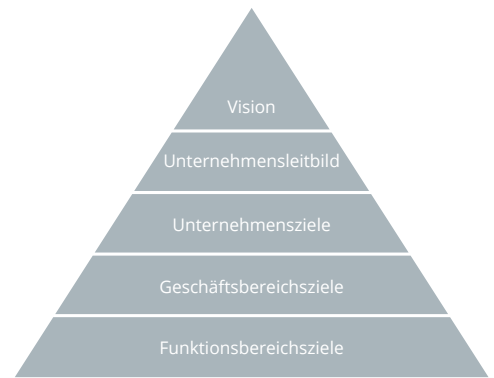 Vision
Unternehmensleitbild
Unternehmensziele
Geschäftsbereichsziele
Funktionsbereichsziele